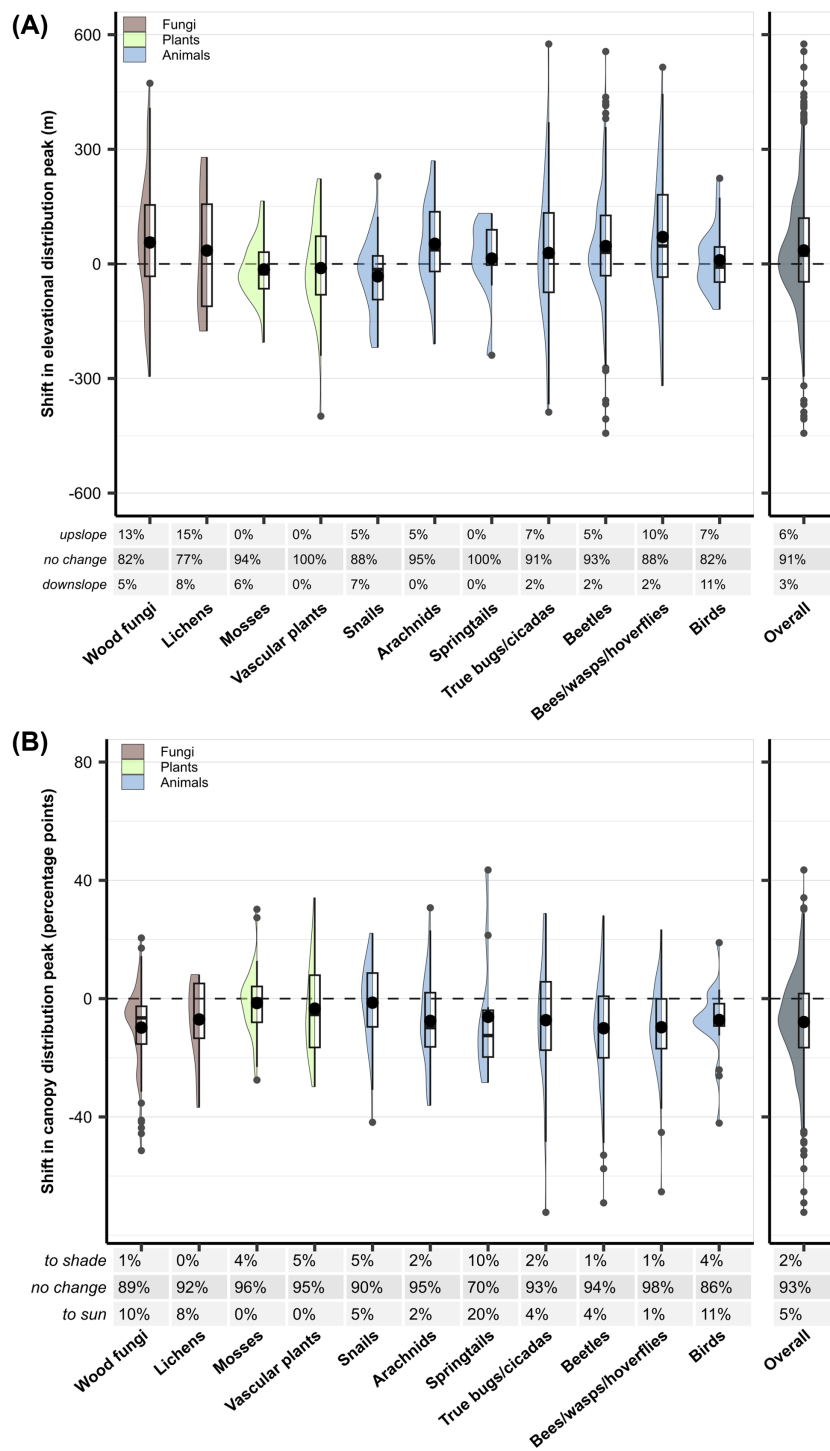 (A)
Fungi
Plants
Animals
Shift in elevational distribution peak (m)
600
300
0
-300
-600
upslope 13% 15% 0% 0% 5% 5% 0% 7% 5% 10% 7% 6%
no change 82% 77% 94% 100% 88% 95% 100% 91% 93% 88% 82% 91%
downslope 5% 8% 6% 0% 7% 0% 0% 2% 2% 2% 11% 3%
Wood fungi
Lichens
Mosses
Vascular plants
Snails
Arachnids
Springtails
True bugs/cicadas
Beetles
Bees/wasps/hoverflies
Birds
Overall
(B)
Fungi
Plants
Animals
Shift in canopy distribution peak (percentage points)
80
40
0
-40
to shade 1% 0% 4% 5% 5% 2% 10% 2% 1% 1% 4% 2%
no change 89% 92% 96% 95% 90% 95% 70% 93% 94% 98% 86% 93%
to sun 10% 8% 0% 0% 5% 2% 20% 4% 4% 1% 11% 5%
Wood fungi
Lichens
Mosses
Vascular plants
Snails
Arachnids
Springtails
True bugs/cicadas
Beetles
Bees/wasps/hoverflies
Birds
Overall